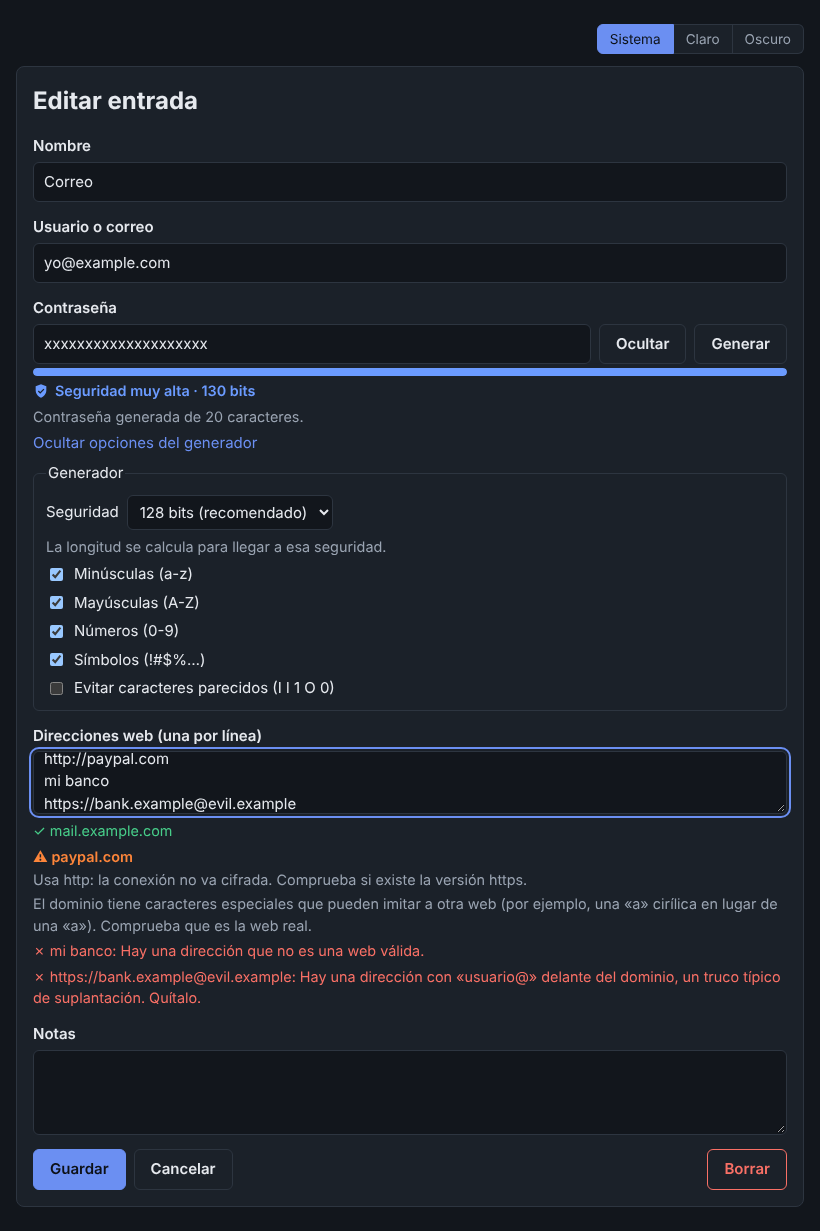 Sistema
Claro
Oscuro
Editar entrada
Nombre
Correo
Usuario o correo
yo@example.com
Contraseña
xxxxxxxxxxxxxxxxxxxx
Ocultar
Generar
Seguridad muy alta · 130 bits
Contraseña generada de 20 caracteres.
Ocultar opciones del generador
Generador
Seguridad
128 bits (recomendado)
La longitud se calcula para llegar a esa seguridad.
Minúsculas (a-z)
Mayúsculas (A-Z)
Números (0-9)
Símbolos (!#$%…)
Evitar caracteres parecidos (l I 1 O 0)
Direcciones web (una por línea)
http://paypal.com
mi banco
https://bank.example@evil.example
✓ mail.example.com
⚠ paypal.com
Usa http: la conexión no va cifrada. Comprueba si existe la versión https.
El dominio tiene caracteres especiales que pueden imitar a otra web (por ejemplo, una «а» cirílica en lugar de
una «a»). Comprueba que es la web real.
× mi banco: Hay una dirección que no es una web válida.
× https://bank.example@evil.example: Hay una dirección con «usuario@» delante del dominio, un truco típico
de suplantación. Quítalo.
Notas
Guardar
Cancelar
Borrar